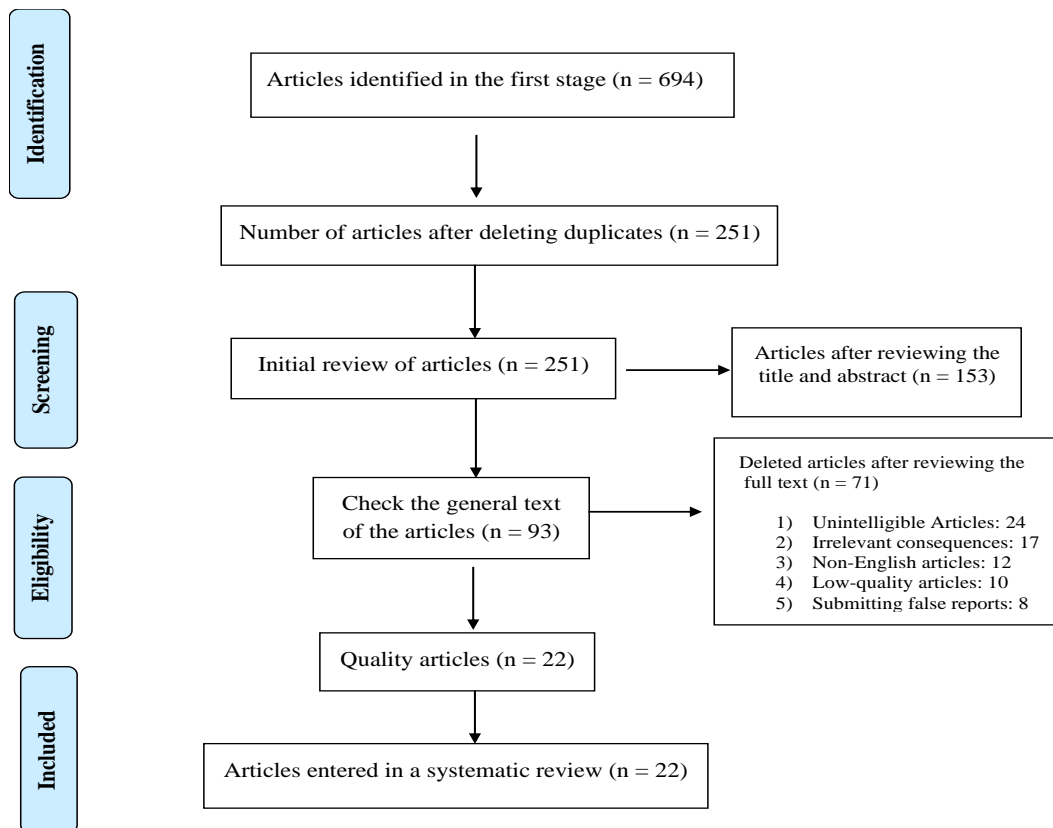 Identification
Articles identified in the first stage (n = 694)
Number of articles after deleting duplicates (n = 251)
Screening
Initial review of articles (n = 251)
Articles after reviewing the
title and abstract (n = 153)
Eligibility
Check the general text
of the articles (n = 93)
Deleted articles after reviewing the
full text (n = 71)
1) Unintelligible Articles: 24
2) Irrelevant consequences: 17
3) Non-English articles: 12
4) Low-quality articles: 10
5) Submitting false reports: 8
Quality articles (n = 22)
Included
Articles entered in a systematic review (n = 22)